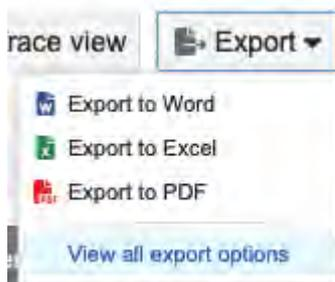 race view
Export
Export to Word
Export to Excel
Export to PDF
View all export options